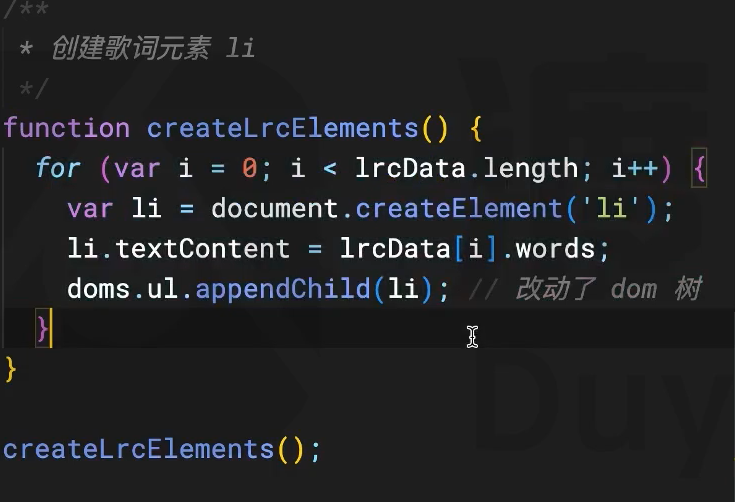 /**
 * 创建歌词元素 li
 */
function createLrcElements() {
  for (var i = 0; i < lrcData.length; i++) {
    var li = document.createElement('li');
    li.textContent = lrcData[i].words;
    doms.ul.appendChild(li); // 改动了 dom 树
  }
}
createLrcElements();
Duy